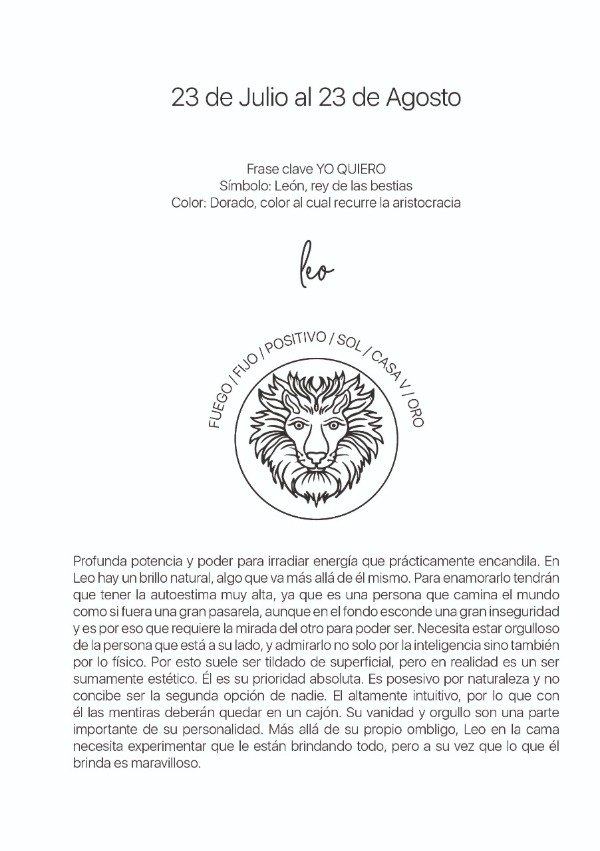 23 de Julio al 23 de Agosto
Frase clave YO QUIERO
Símbolo: León, rey de las bestias
Color: Dorado, color al cual recurre la aristocracia
leo
FUEGO / FIJO / POSITIVO / SOL / CASA V / ORO
Profunda potencia y poder para irradiar energía que prácticamente encandila. En
Leo hay un brillo natural, algo que va más allá de él mismo. Para enamorarlo tendrán
que tener la autoestima muy alta, ya que es una persona que camina el mundo
como si fuera una gran pasarela, aunque en el fondo esconde una gran inseguridad
y es por eso que requiere la mirada del otro para poder ser. Necesita estar orgulloso
de la persona que está a su lado, y admirarlo no solo por la inteligencia sino también
por lo físico. Por esto suele ser tildado de superficial, pero en realidad es un ser
sumamente estético. Él es su prioridad absoluta. Es posesivo por naturaleza y no
concibe ser la segunda opción de nadie. El altamente intuitivo, por lo que con
él las mentiras deberán quedar en un cajón. Su vanidad y orgullo son una parte
importante de su personalidad. Más allá de su propio ombligo, Leo en la cama
necesita experimentar que le están brindando todo, pero a su vez que lo que él
brinda es maravilloso.